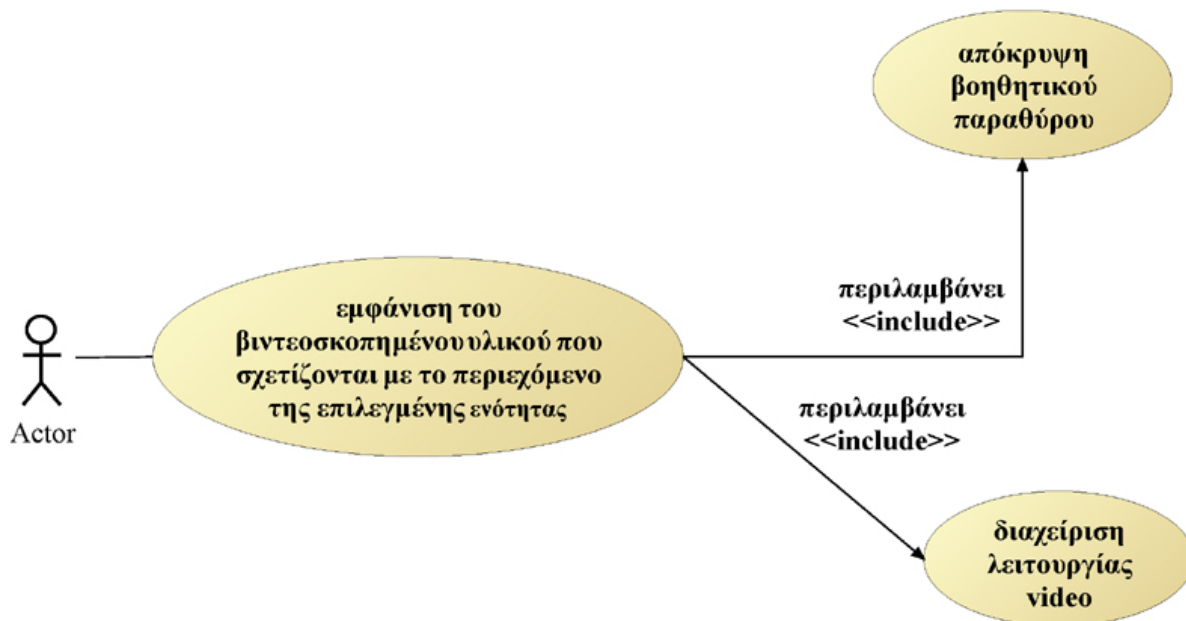 απόκρυψη
βοηθητικού
παραθύρου
περιλαμβάνει
<<include>>
εμφάνιση του
βιντεοσκοπημένου υλικού που
σχετίζονται με το περιεχόμενο
της επιλεγμένης ενότητας
Actor
περιλαμβάνει
<<include>>
διαχείριση
λειτουργίας
video